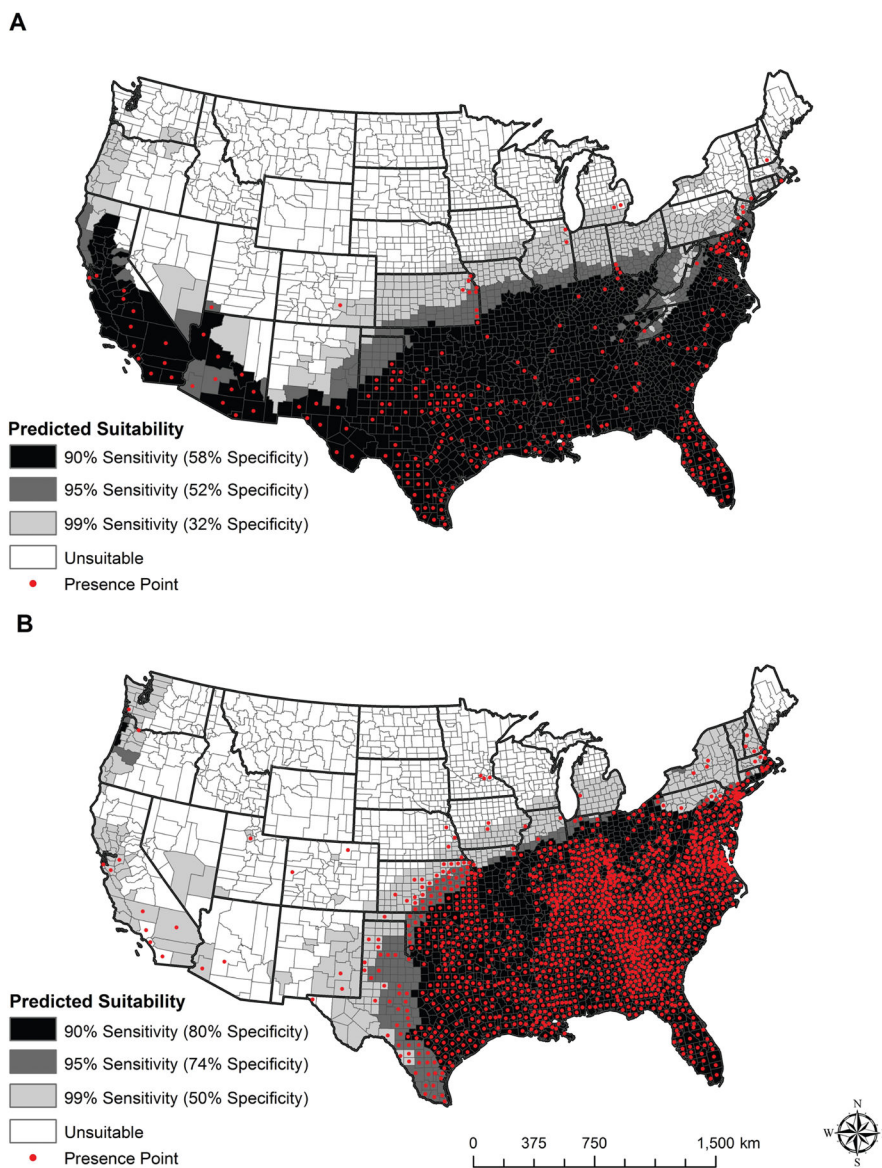 A
Predicted Suitability
90% Sensitivity (58% Specificity)
95% Sensitivity (52% Specificity)
99% Sensitivity (32% Specificity)
Unsuitable
Presence Point
B
Predicted Suitability
90% Sensitivity (80% Specificity)
95% Sensitivity (74% Specificity)
99% Sensitivity (50% Specificity)
Unsuitable
Presence Point
0 375 750 1,500 km
N
W E
S